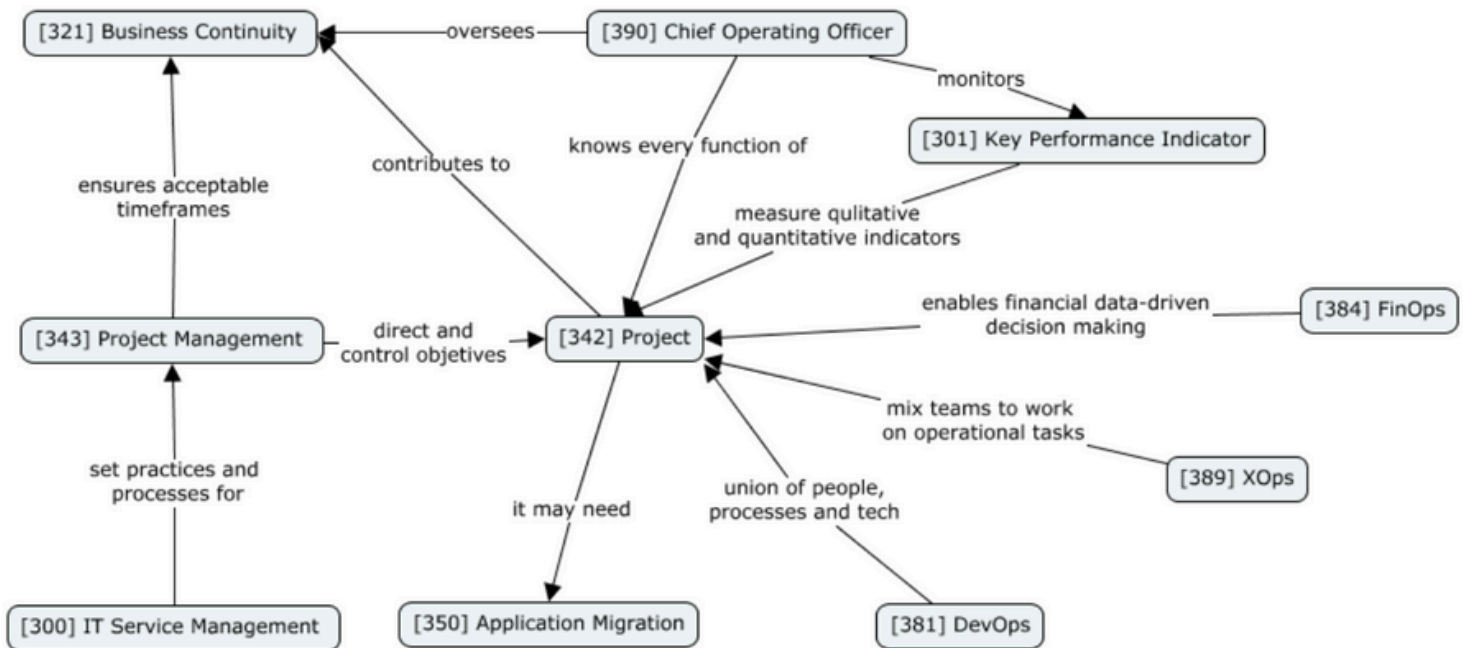 [321] Business Continuity
oversees
[390] Chief Operating Officer
monitors
[301] Key Performance Indicator
knows every function of
contributes to
ensures acceptable
timeframes
measure qulitative
and quantitative indicators
enables financial data-driven
decision making
[384] FinOps
[343] Project Management
direct and
control objetives
[342] Project
mix teams to work
on operational tasks
[389] XOps
set practices and
processes for
it may need
union of people,
processes and tech
[300] IT Service Management
[350] Application Migration
[381] DevOps